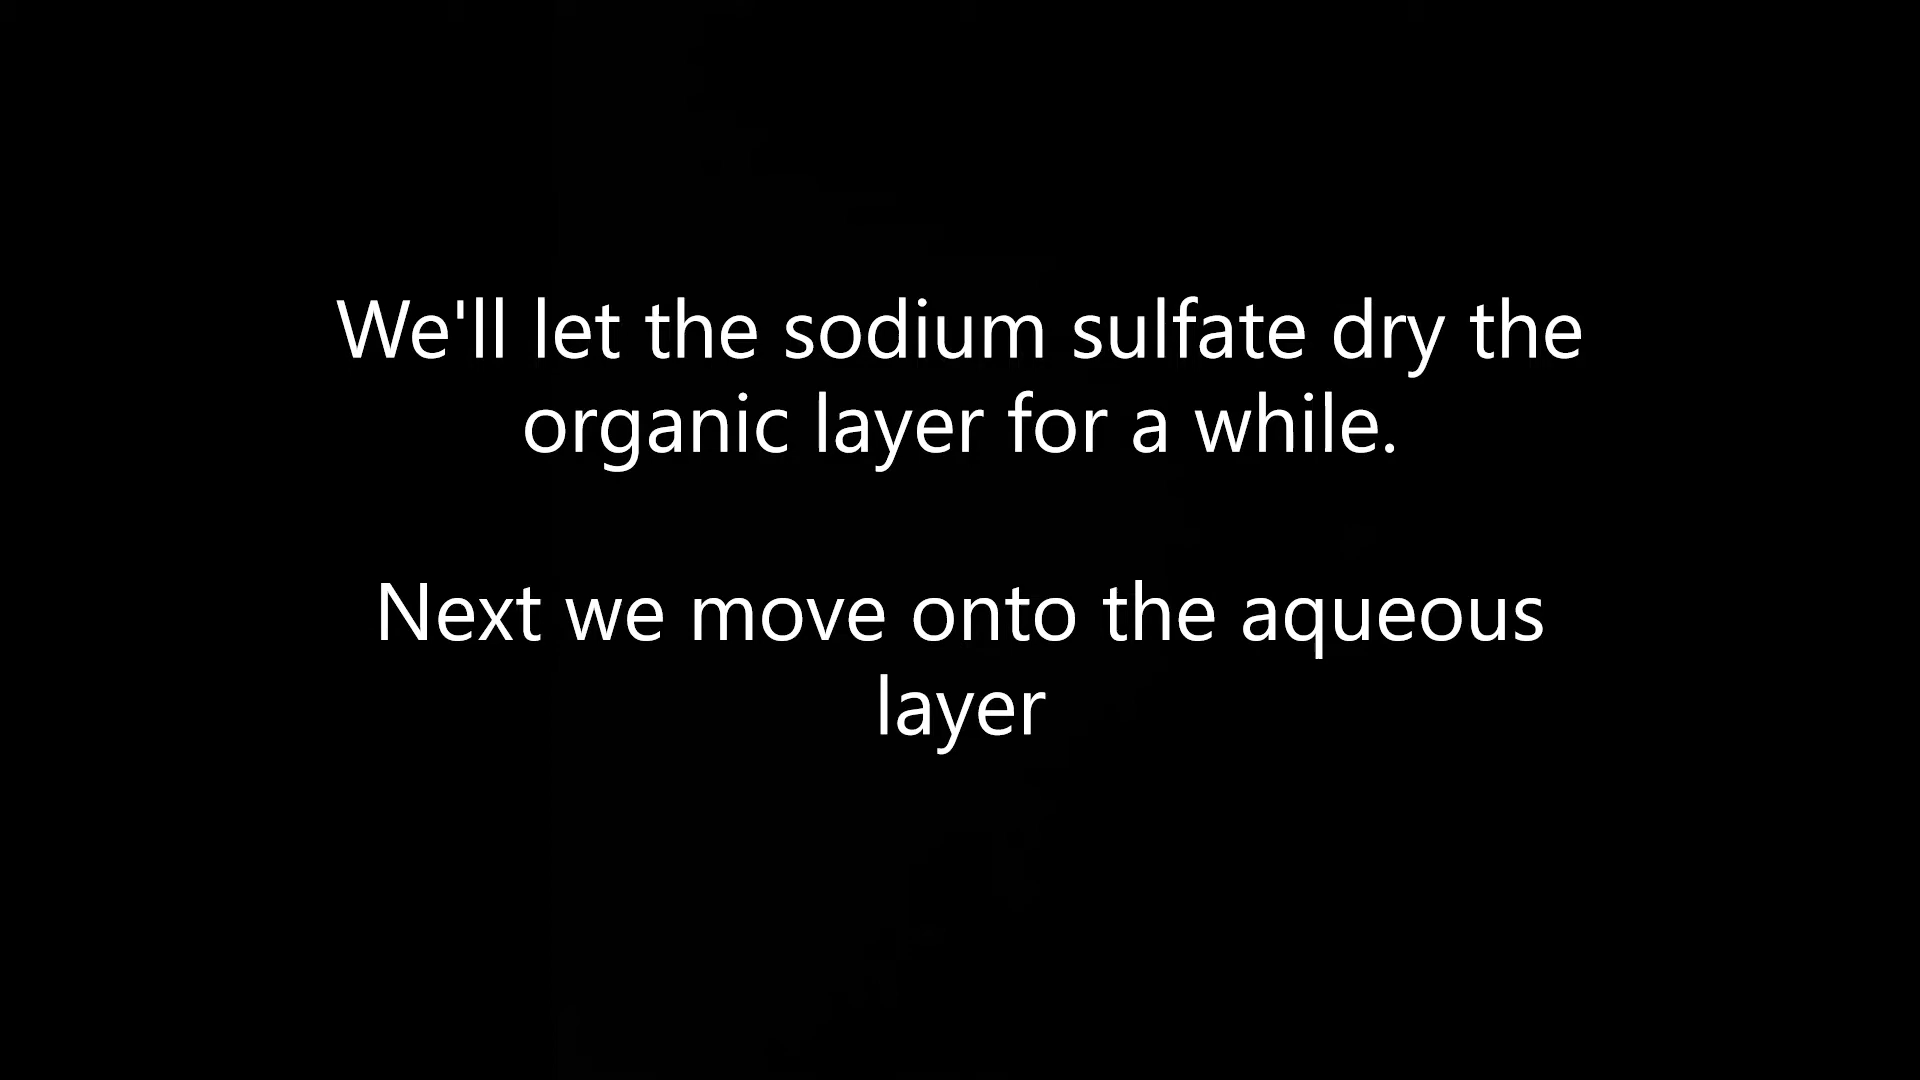 We'll let the sodium sulfate dry the
organic layer for a while.
Next we move onto the aqueous
layer